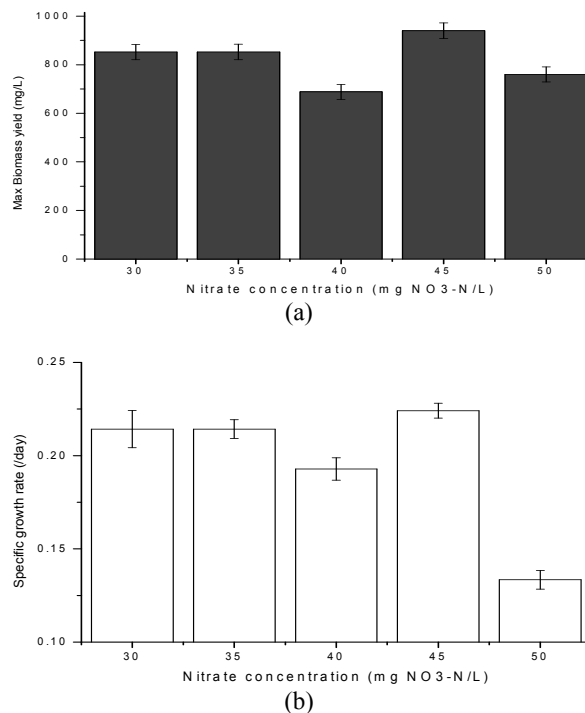 1000
800
600
400
200
0
Max Biomass yield (mg/L)
30 35 40 45 50
Nitrate concentration (mg NO3-N/L)
(a)
0.25
0.20
0.15
0.10
Specific growth rate (/day)
30 35 40 45 50
Nitrate concentration (mg NO3-N/L)
(b)